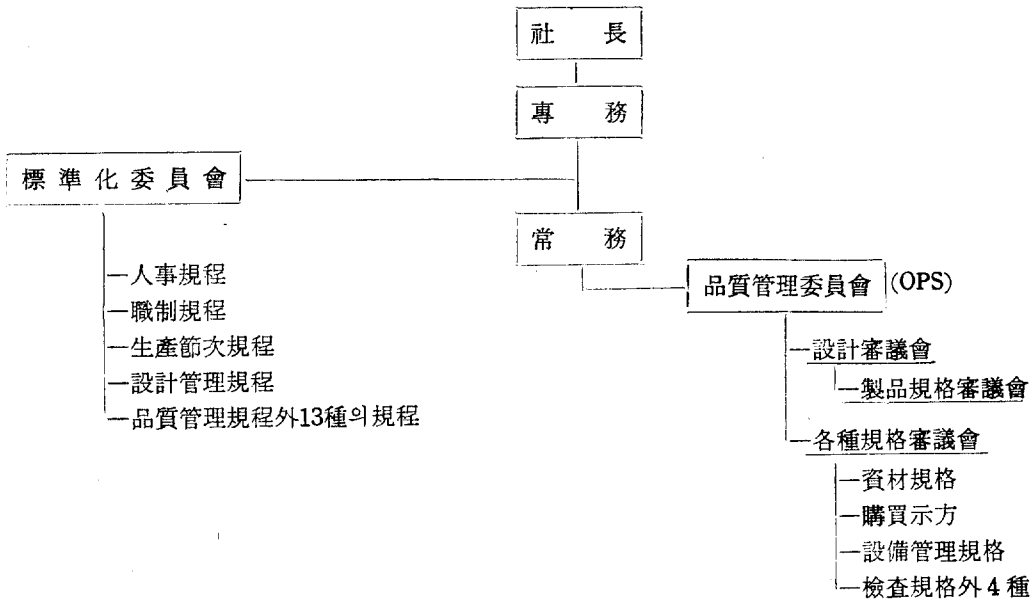 社 長
專 務
標 準 化 委 員 會
常 務
人事規程
職制規程
生產節次規程
設計管理規程
品質管理規程外13種의規程
品質管理委員會 (OPS)
設計審議會
製品規格審議會
各種規格審議會
資材規格
購買示方
設備管理規格
檢查規格外4種